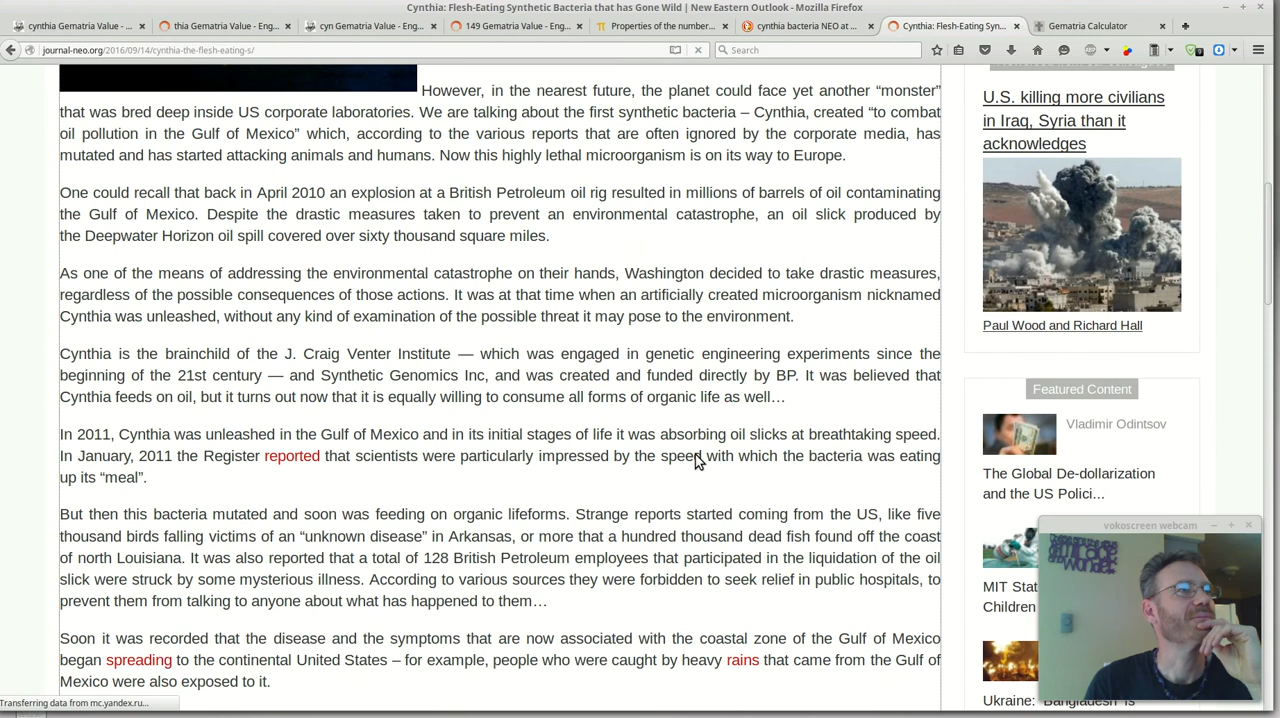 Cynthia: Flesh-Eating Synthetic Bacteria that has Gone Wild | New Eastern Outlook - Mozilla Firefox
cynthia Gematria Value - ...
thia Gematria Value - Eng...
cyn Gematria Value - Eng...
149 Gematria Value - Eng...
Properties of the number...
cynthia bacteria NEO at ...
Cynthia: Flesh-Eating Syn...
Gematria Calculator
journal-neo.org/2016/09/14/cynthia-the-flesh-eating-s/
Search
However, in the nearest future, the planet could face yet another “monster”
that was bred deep inside US corporate laboratories. We are talking about the first synthetic bacteria – Cynthia, created “to combat
oil pollution in the Gulf of Mexico” which, according to the various reports that are often ignored by the corporate media, has
mutated and has started attacking animals and humans. Now this highly lethal microorganism is on its way to Europe.
One could recall that back in April 2010 an explosion at a British Petroleum oil rig resulted in millions of barrels of oil contaminating
the Gulf of Mexico. Despite the drastic measures taken to prevent an environmental catastrophe, an oil slick produced by
the Deepwater Horizon oil spill covered over sixty thousand square miles.
As one of the means of addressing the environmental catastrophe on their hands, Washington decided to take drastic measures,
regardless of the possible consequences of those actions. It was at that time when an artificially created microorganism nicknamed
Cynthia was unleashed, without any kind of examination of the possible threat it may pose to the environment.
Cynthia is the brainchild of the J. Craig Venter Institute — which was engaged in genetic engineering experiments since the
beginning of the 21st century — and Synthetic Genomics Inc, and was created and funded directly by BP. It was believed that
Cynthia feeds on oil, but it turns out now that it is equally willing to consume all forms of organic life as well…
In 2011, Cynthia was unleashed in the Gulf of Mexico and in its initial stages of life it was absorbing oil slicks at breathtaking speed.
In January, 2011 the Register reported that scientists were particularly impressed by the speed with which the bacteria was eating
up its “meal”.
But then this bacteria mutated and soon was feeding on organic lifeforms. Strange reports started coming from the US, like five
thousand birds falling victims of an “unknown disease” in Arkansas, or more that a hundred thousand dead fish found off the coast
of north Louisiana. It was also reported that a total of 128 British Petroleum employees that participated in the liquidation of the oil
slick were struck by some mysterious illness. According to various sources they were forbidden to seek relief in public hospitals, to
prevent them from talking to anyone about what has happened to them…
Soon it was recorded that the disease and the symptoms that are now associated with the coastal zone of the Gulf of Mexico
began spreading to the continental United States – for example, people who were caught by heavy rains that came from the Gulf of
Mexico were also exposed to it.
Transferring data from mc.yandex.ru...
U.S. killing more civilians
in Iraq, Syria than it
acknowledges
Paul Wood and Richard Hall
Featured Content
Vladimir Odintsov
The Global De-dollarization
and the US Polici...
MIT Stat
Children
Ukraine: "Bangladesh" is
vokoscreen webcam